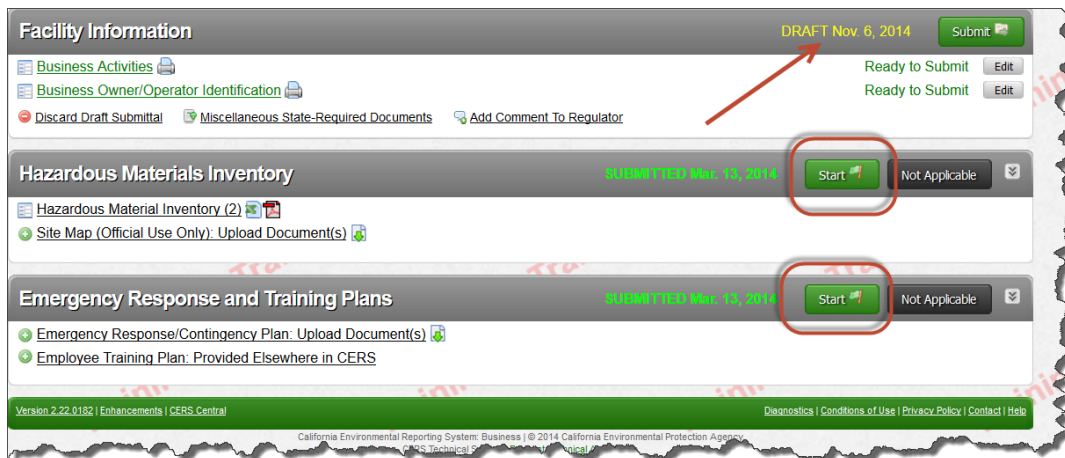 Facility Information DRAFT Nov. 6, 2014 Submit
Business Activities Ready to Submit Edit
Business Owner/Operator Identification Ready to Submit Edit
Discard Draft Submittal Miscellaneous State-Required Documents Add Comment To Regulator
Hazardous Materials Inventory SUBMITTED Mar. 13, 2014 Start Not Applicable
Hazardous Material Inventory (2)
Site Map (Official Use Only): Upload Document(s)
Emergency Response and Training Plans SUBMITTED Mar. 13, 2014 Start Not Applicable
Emergency Response/Contingency Plan: Upload Document(s)
Employee Training Plan: Provided Elsewhere in CERS
Version 2.22.0182 | Enhancements | CERS Central Diagnostics | Conditions of Use | Privacy Policy | Contact | Help
California Environmental Reporting System: Business | © 2014 California Environmental Protection Agency